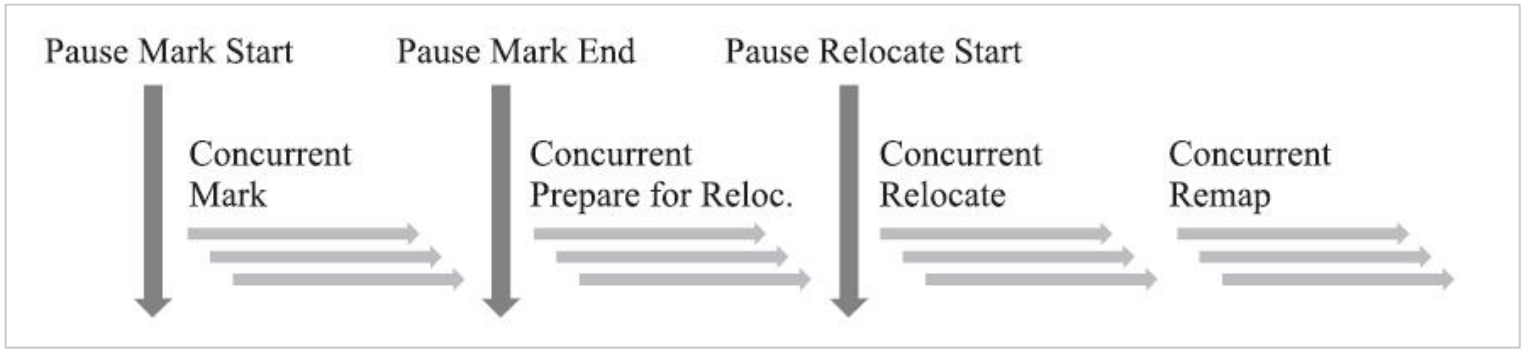 Pause Mark Start
Pause Mark End
Pause Relocate Start
Concurrent
Mark
Concurrent
Prepare for Reloc.
Concurrent
Relocate
Concurrent
Remap